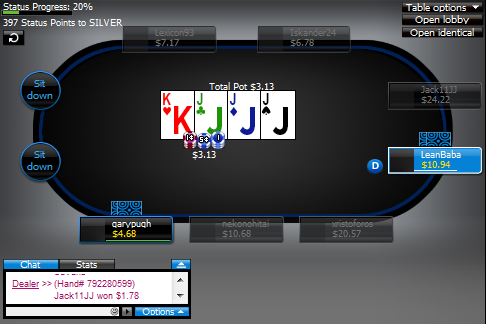 Status Progress: 20%
397 Status Points to SILVER
Table options
Open lobby
Open identical
Lexicon93
$7.17
Iskander24
$6.78
Sit
down
Jack11JJ
$24.22
Total Pot $3.13
K
J
J
J
K
J
J
J
$3.13
Sit
down
D
LeanBaba
$10.94
garypugh
$4.68
nekonohitai
$10.68
xristoforos
$20.57
Chat
Stats
Dealer >> (Hand# 792280599)
Jack11JJ won $1.78
Options